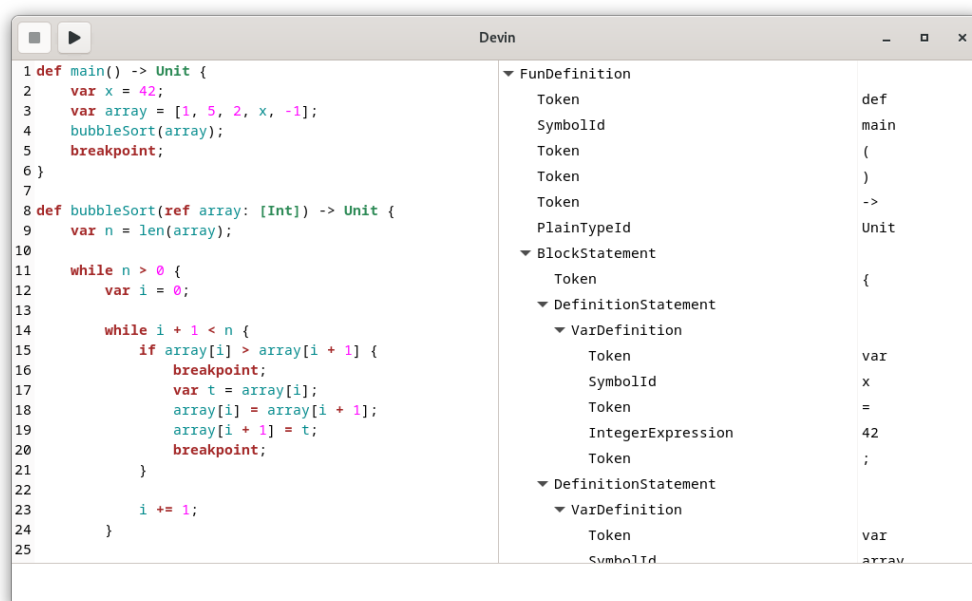 Devin
1 def main() -> Unit {
2     var x = 42;
3     var array = [1, 5, 2, x, -1];
4     bubbleSort(array);
5     breakpoint;
6 }
7
8 def bubbleSort(ref array: [Int]) -> Unit {
9     var n = len(array);
10
11     while n > 0 {
12         var i = 0;
13
14         while i + 1 < n {
15             if array[i] > array[i + 1] {
16                 breakpoint;
17                 var t = array[i];
18                 array[i] = array[i + 1];
19                 array[i + 1] = t;
20                 breakpoint;
21             }
22
23             i += 1;
24         }
25
FunDefinition
Token def
SymbolId main
Token (
Token )
Token ->
PlainTypeId Unit
BlockStatement
Token {
DefinitionStatement
VarDefinition
Token var
SymbolId x
Token =
IntegerExpression 42
Token ;
DefinitionStatement
VarDefinition
Token var
SymbolId array